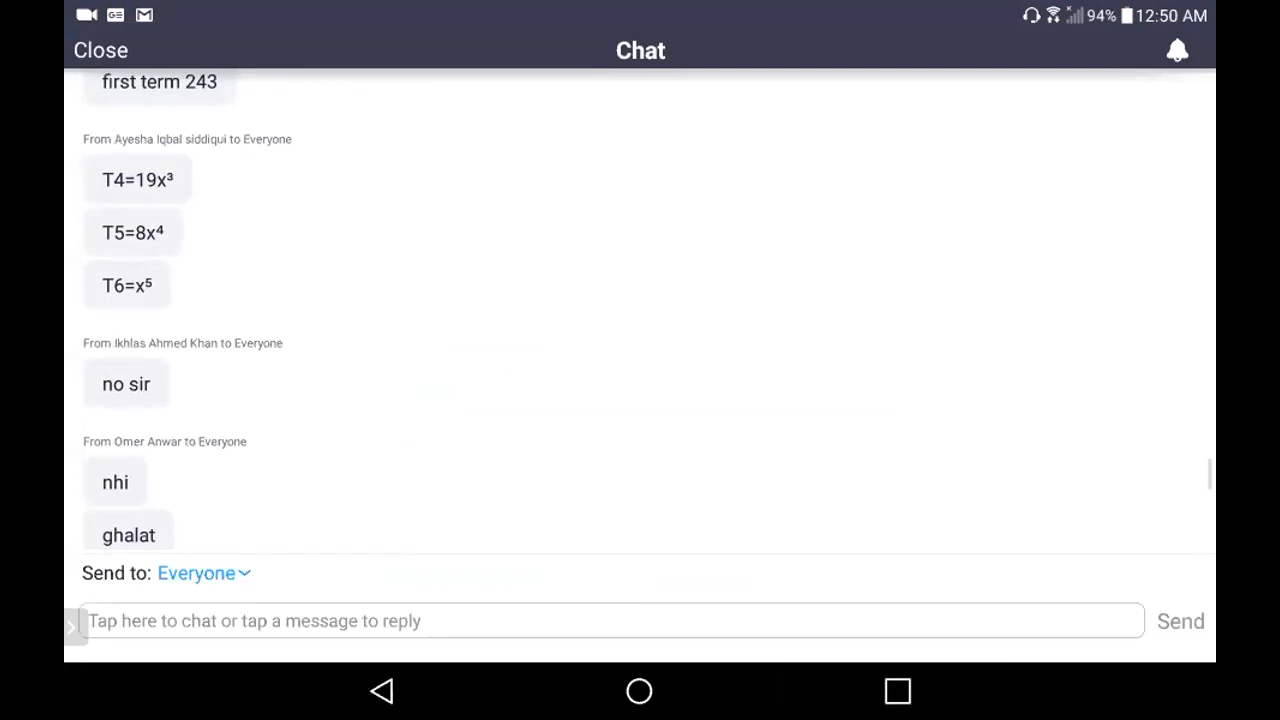 94% 12:50 AM
Close Chat
first term 243
From Ayesha Iqbal siddiqui to Everyone
T4=19x³
T5=8x⁴
T6=x⁵
From Ikhlas Ahmed Khan to Everyone
no sir
From Omer Anwar to Everyone
nhi
ghalat
Send to: Everyone
Tap here to chat or tap a message to reply Send